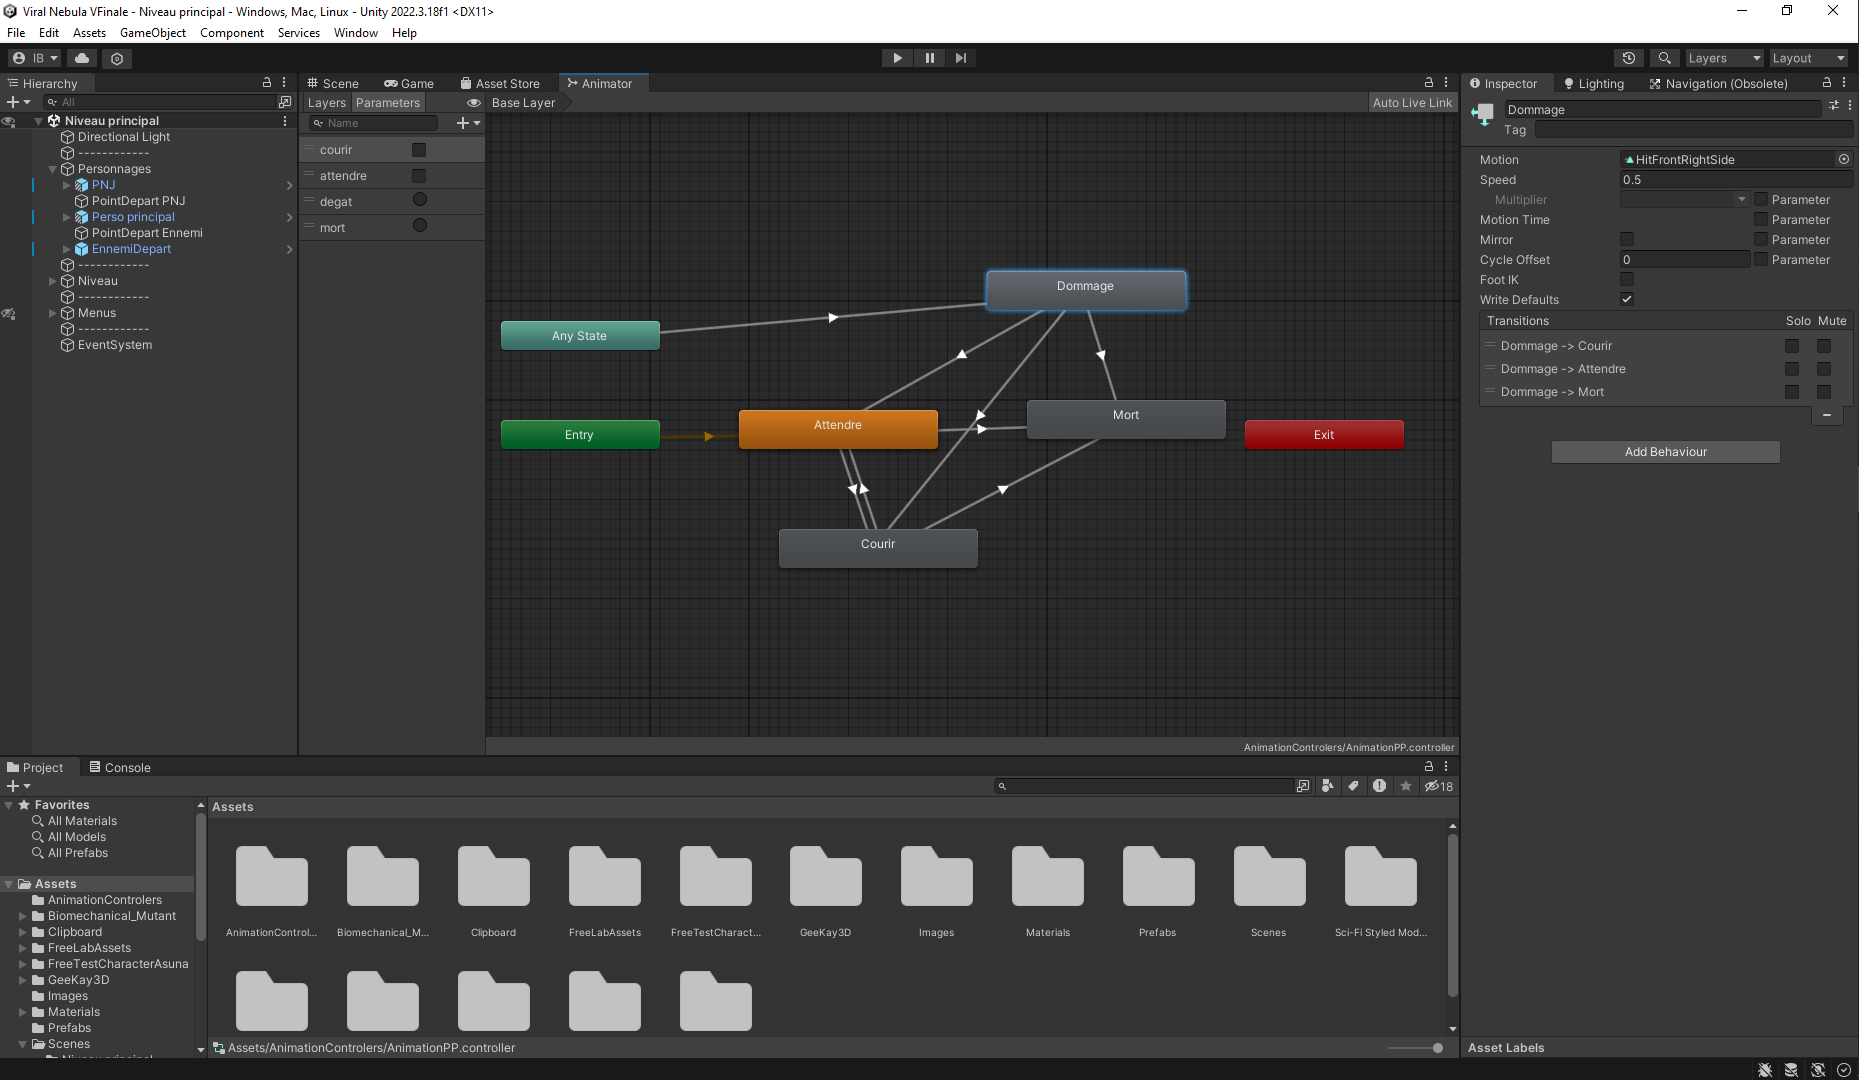 Viral Nebula VFinale - Niveau principal - Windows, Mac, Linux - Unity 2022.3.18f1 <DX11>
File Edit Assets GameObject Component Services Window Help
IB
Layers Layout
Hierarchy
All
Niveau principal
Directional Light
------------
Personnages
PNJ
PointDepart PNJ
Perso principal
PointDepart Ennemi
EnnemiDepart
------------
Niveau
------------
Menus
------------
EventSystem
Scene Game Asset Store Animator
Layers Parameters Base Layer Auto Live Link
Name
courir
attendre
degat
mort
Dommage
Any State
Attendre
Mort
Entry
Exit
Courir
AnimationControlers/AnimationPP.controller
Inspector Lighting Navigation (Obsolete)
Dommage
Tag
Motion HitFrontRightSide
Speed 0.5
Multiplier Parameter
Motion Time Parameter
Mirror Parameter
Cycle Offset 0 Parameter
Foot IK
Write Defaults
Transitions Solo Mute
Dommage -> Courir
Dommage -> Attendre
Dommage -> Mort
Add Behaviour
Asset Labels
Project Console
18
Favorites
All Materials
All Models
All Prefabs
Assets
AnimationControlers
Biomechanical_Mutant
Clipboard
FreeLabAssets
FreeTestCharacterAsuna
GeeKay3D
Images
Materials
Prefabs
Scenes
Niveau principal
Assets
AnimationControl... Biomechanical_M... Clipboard FreeLabAssets FreeTestCharact... GeeKay3D Images Materials Prefabs Scenes Sci-Fi Styled Mod...
Assets/AnimationControlers/AnimationPP.controller